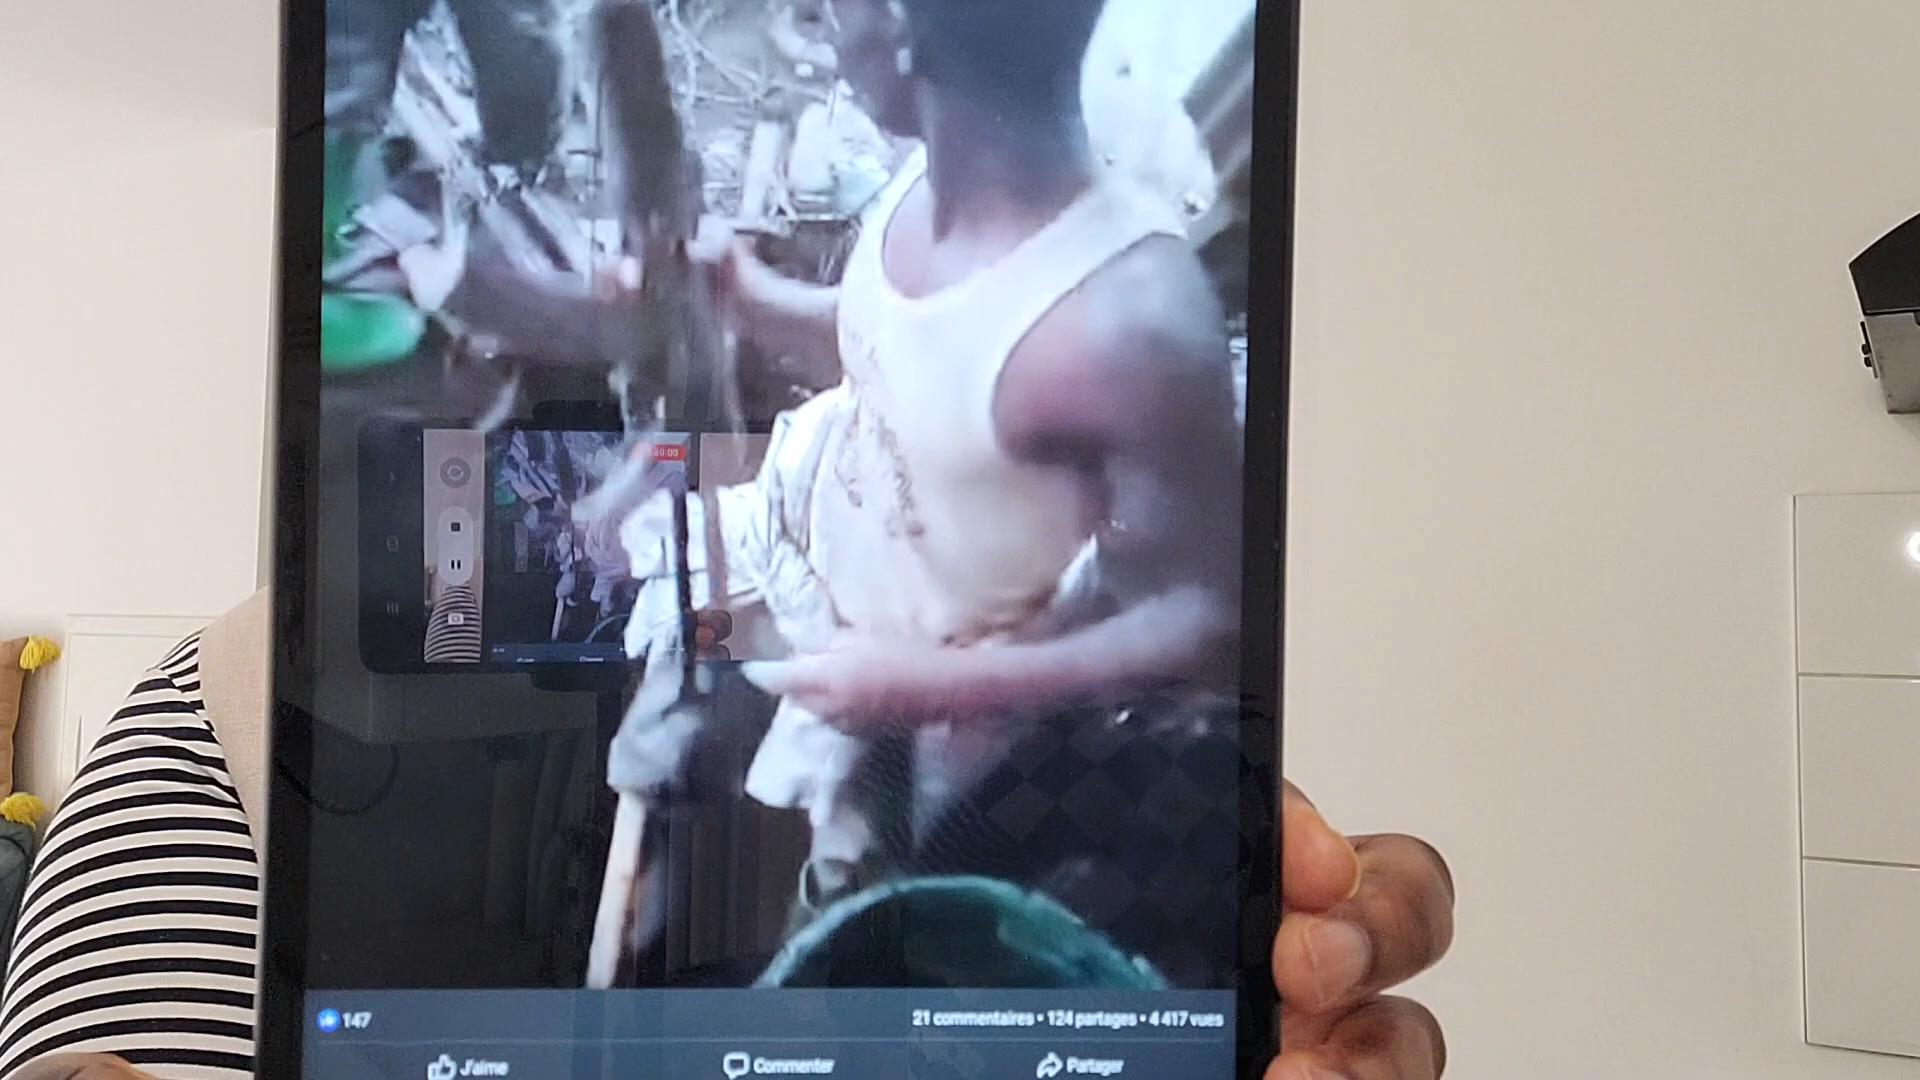 147
21 commentaires • 124 partages • 4 417 vues
J'aime
Commenter
Partager